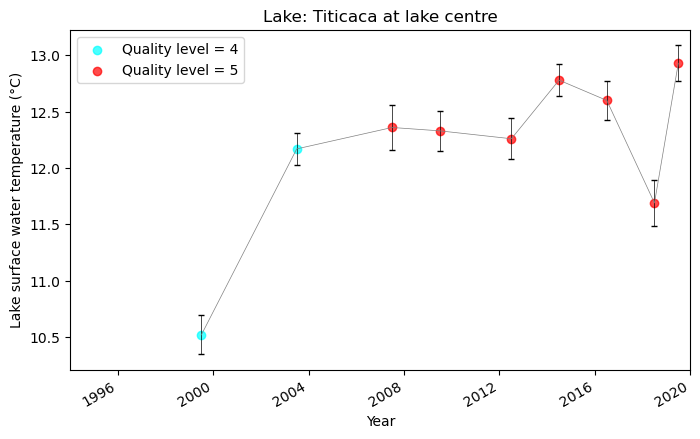 Lake: Titicaca at lake centre
Quality level = 4
Quality level = 5
Lake surface water temperature (°C)
13.0
12.5
12.0
11.5
11.0
10.5
1996
2000
2004
2008
2012
2016
2020
Year